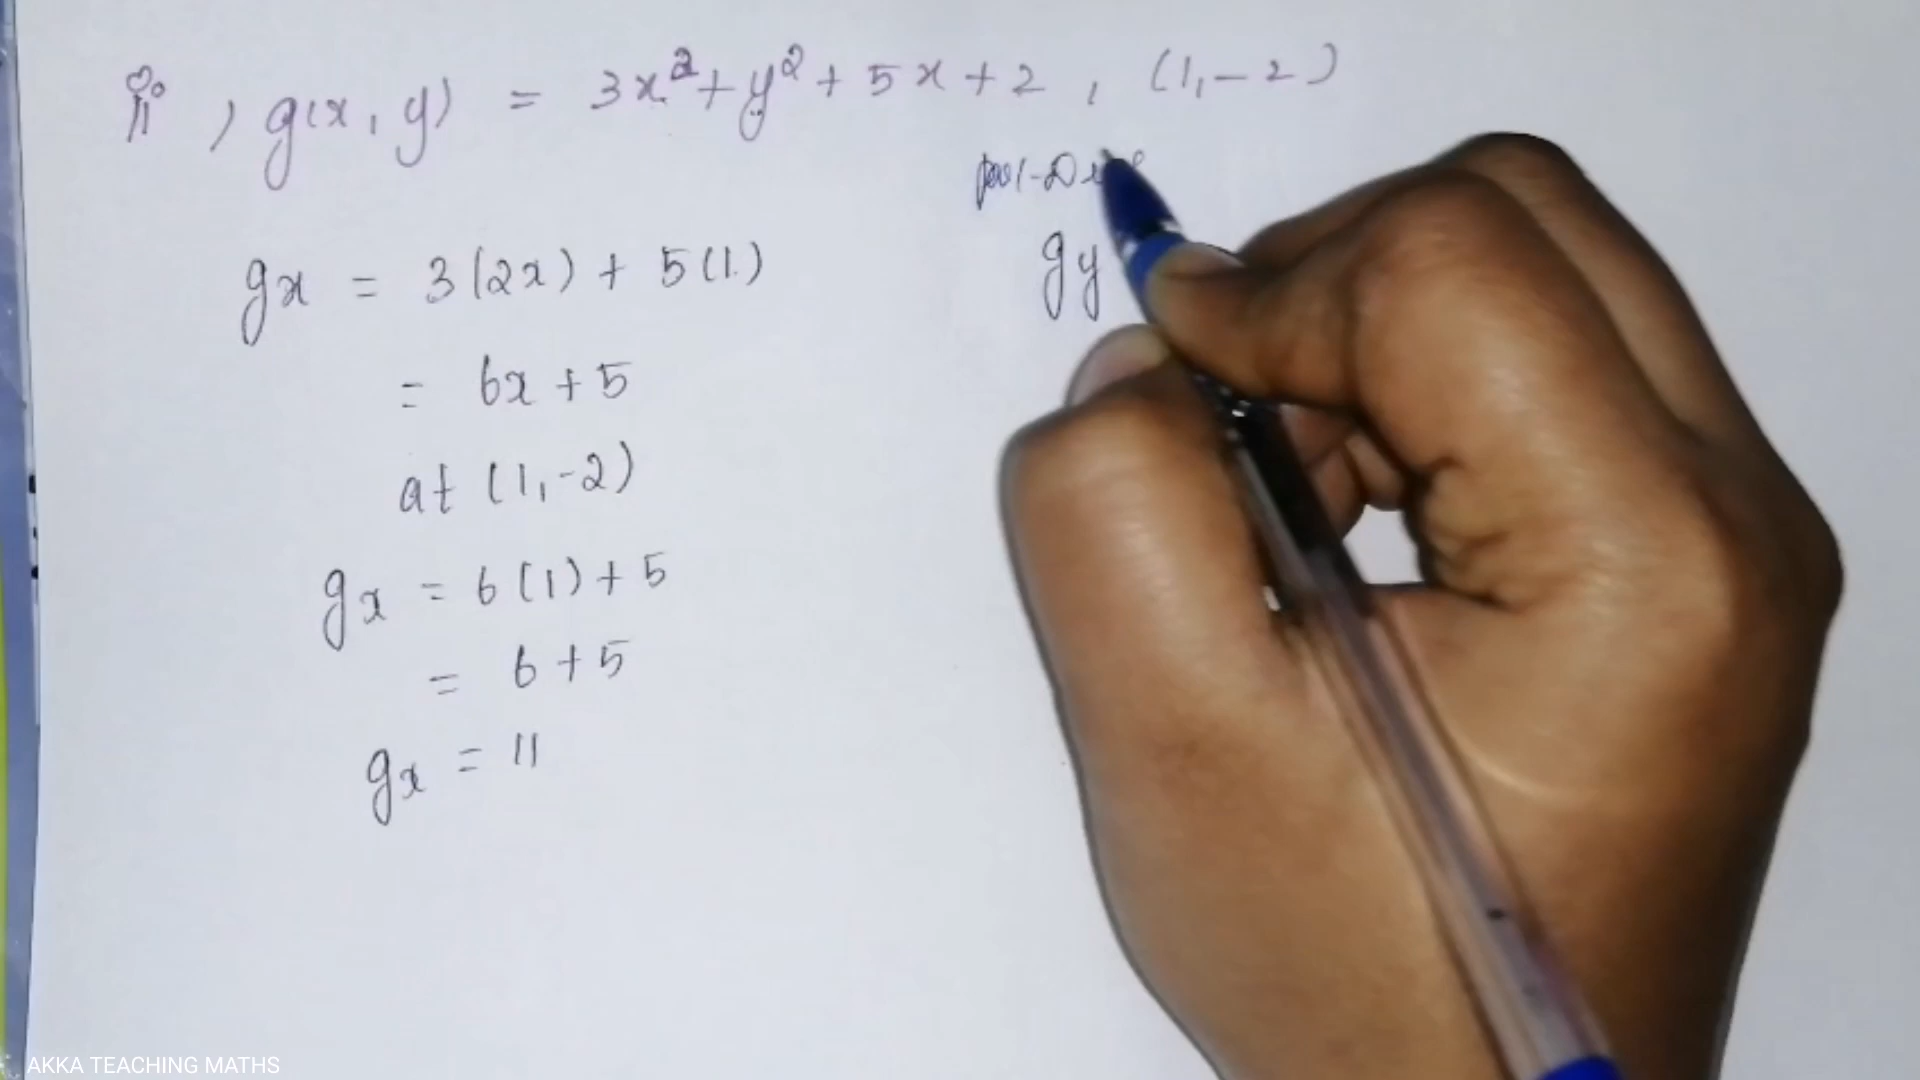 ii, g(x, y) = 3x² + y² + 5x + 2, (1, -2)
gx = 3(2x) + 5(1)
= 6x + 5
at (1, -2)
gx = 6(1) + 5
= 6 + 5
gx = 11
gy
AKKA TEACHING MATHS